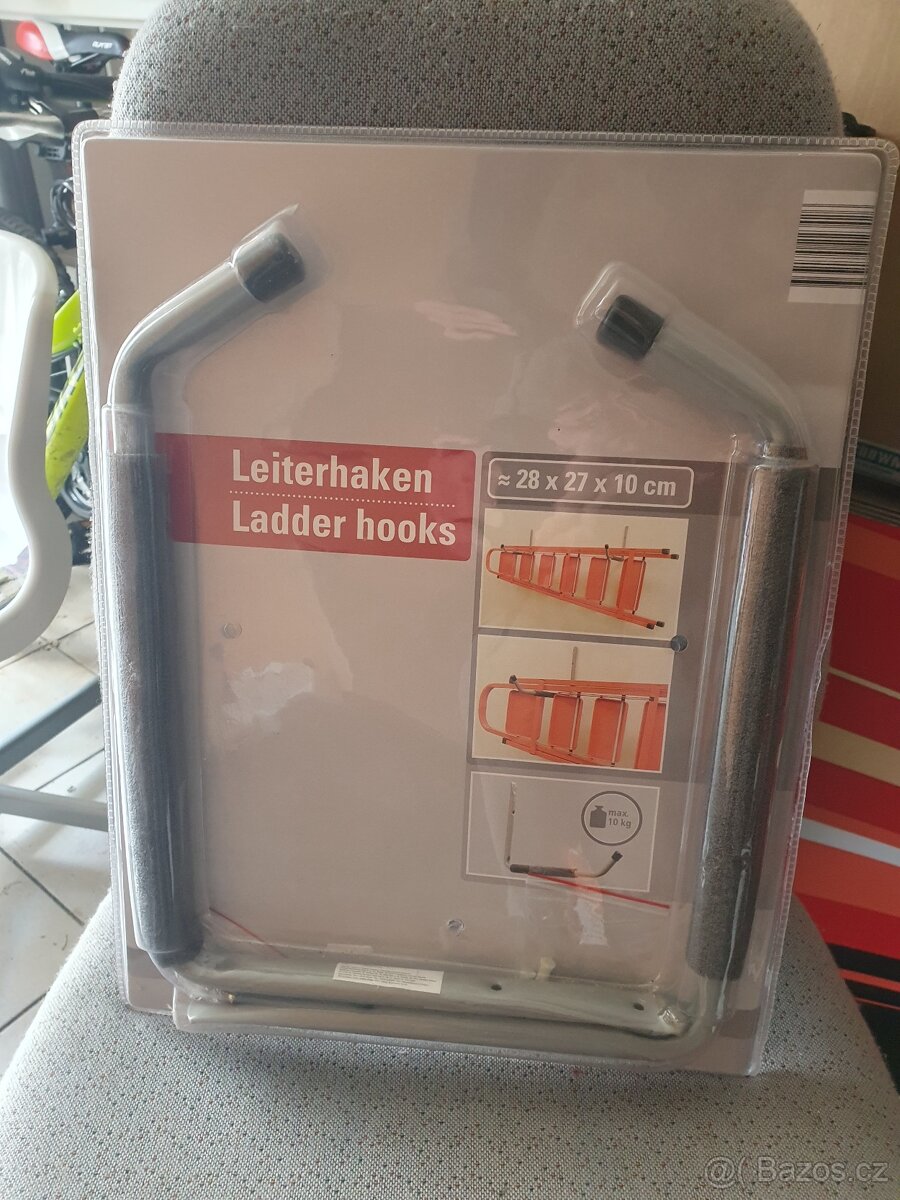 Leiterhaken
Ladder hooks
≈ 28 x 27 x 10 cm
max.
10 kg
@( Bazos.cz